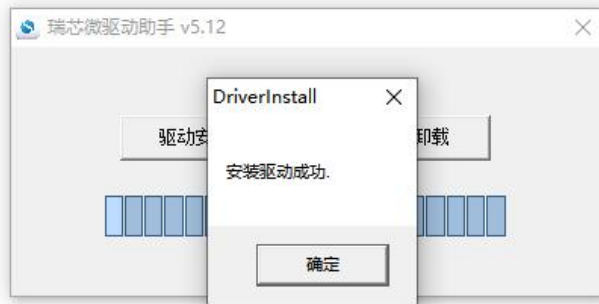 瑞芯微驱动助手 v5.12
DriverInstall
驱动安
卸载
安装驱动成功.
确定